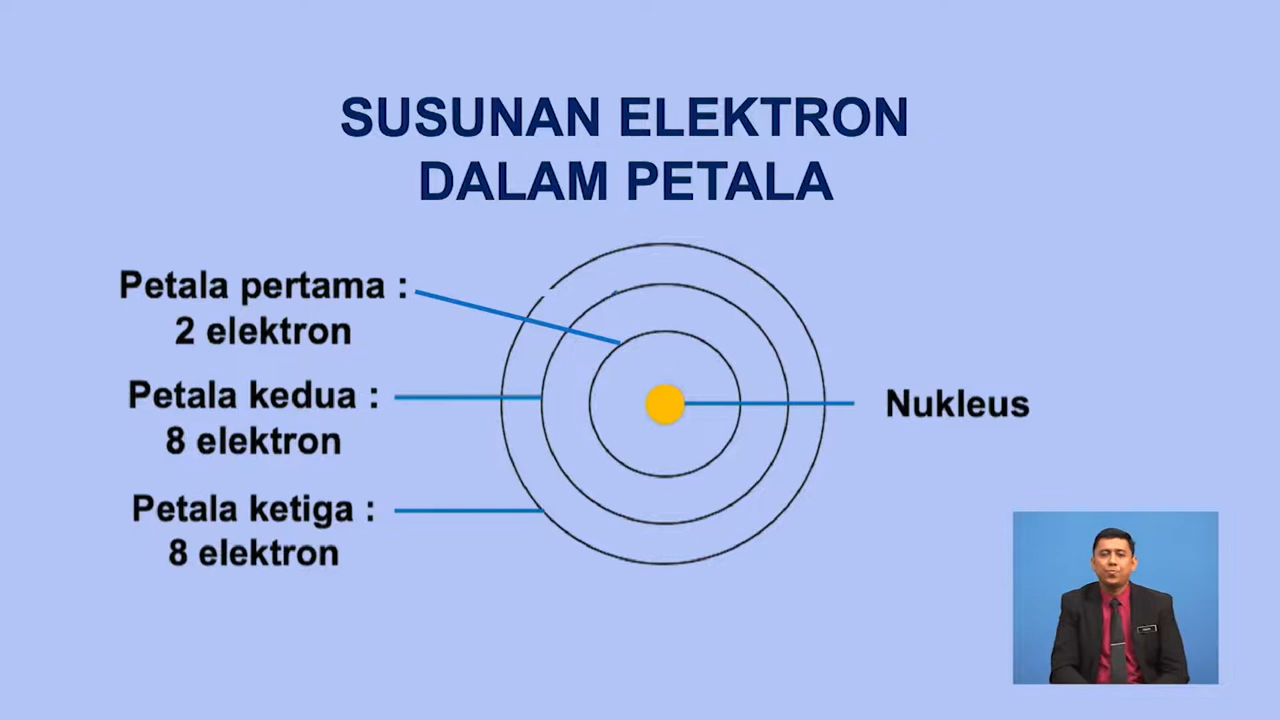 SUSUNAN ELEKTRON
DALAM PETALA
Petala pertama :
2 elektron
Petala kedua :
8 elektron
Petala ketiga :
8 elektron
Nukleus